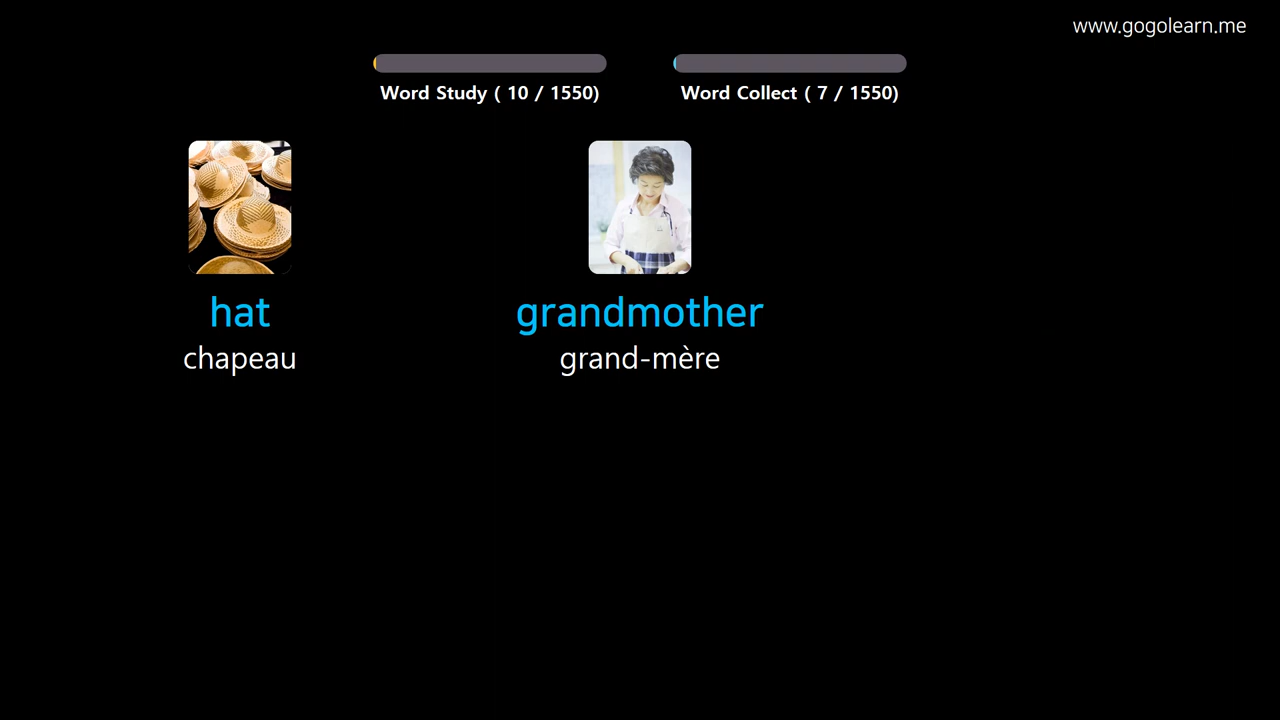 www.gogolearn.me
Word Study ( 10 / 1550)
Word Collect ( 7 / 1550)
hat
chapeau
grandmother
grand-mère